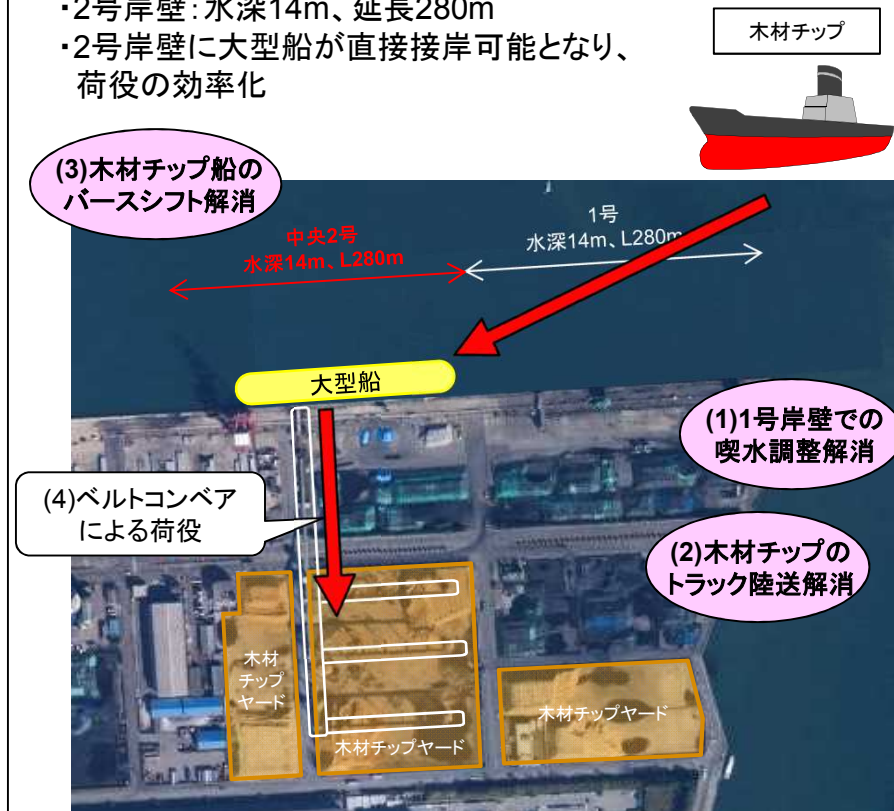 ・2号岸壁：水深14m、延長280m
・2号岸壁に大型船が直接接岸可能となり、
荷役の効率化
木材チップ
(3)木材チップ船の
バースシフト解消
中央2号
水深14m、L280m
1号
水深14m、L280m
大型船
(1)1号岸壁での
喫水調整解消
(4)ベルトコンベア
による荷役
(2)木材チップの
トラック陸送解消
木材
チップ
ヤード
木材チップヤード
木材チップヤード